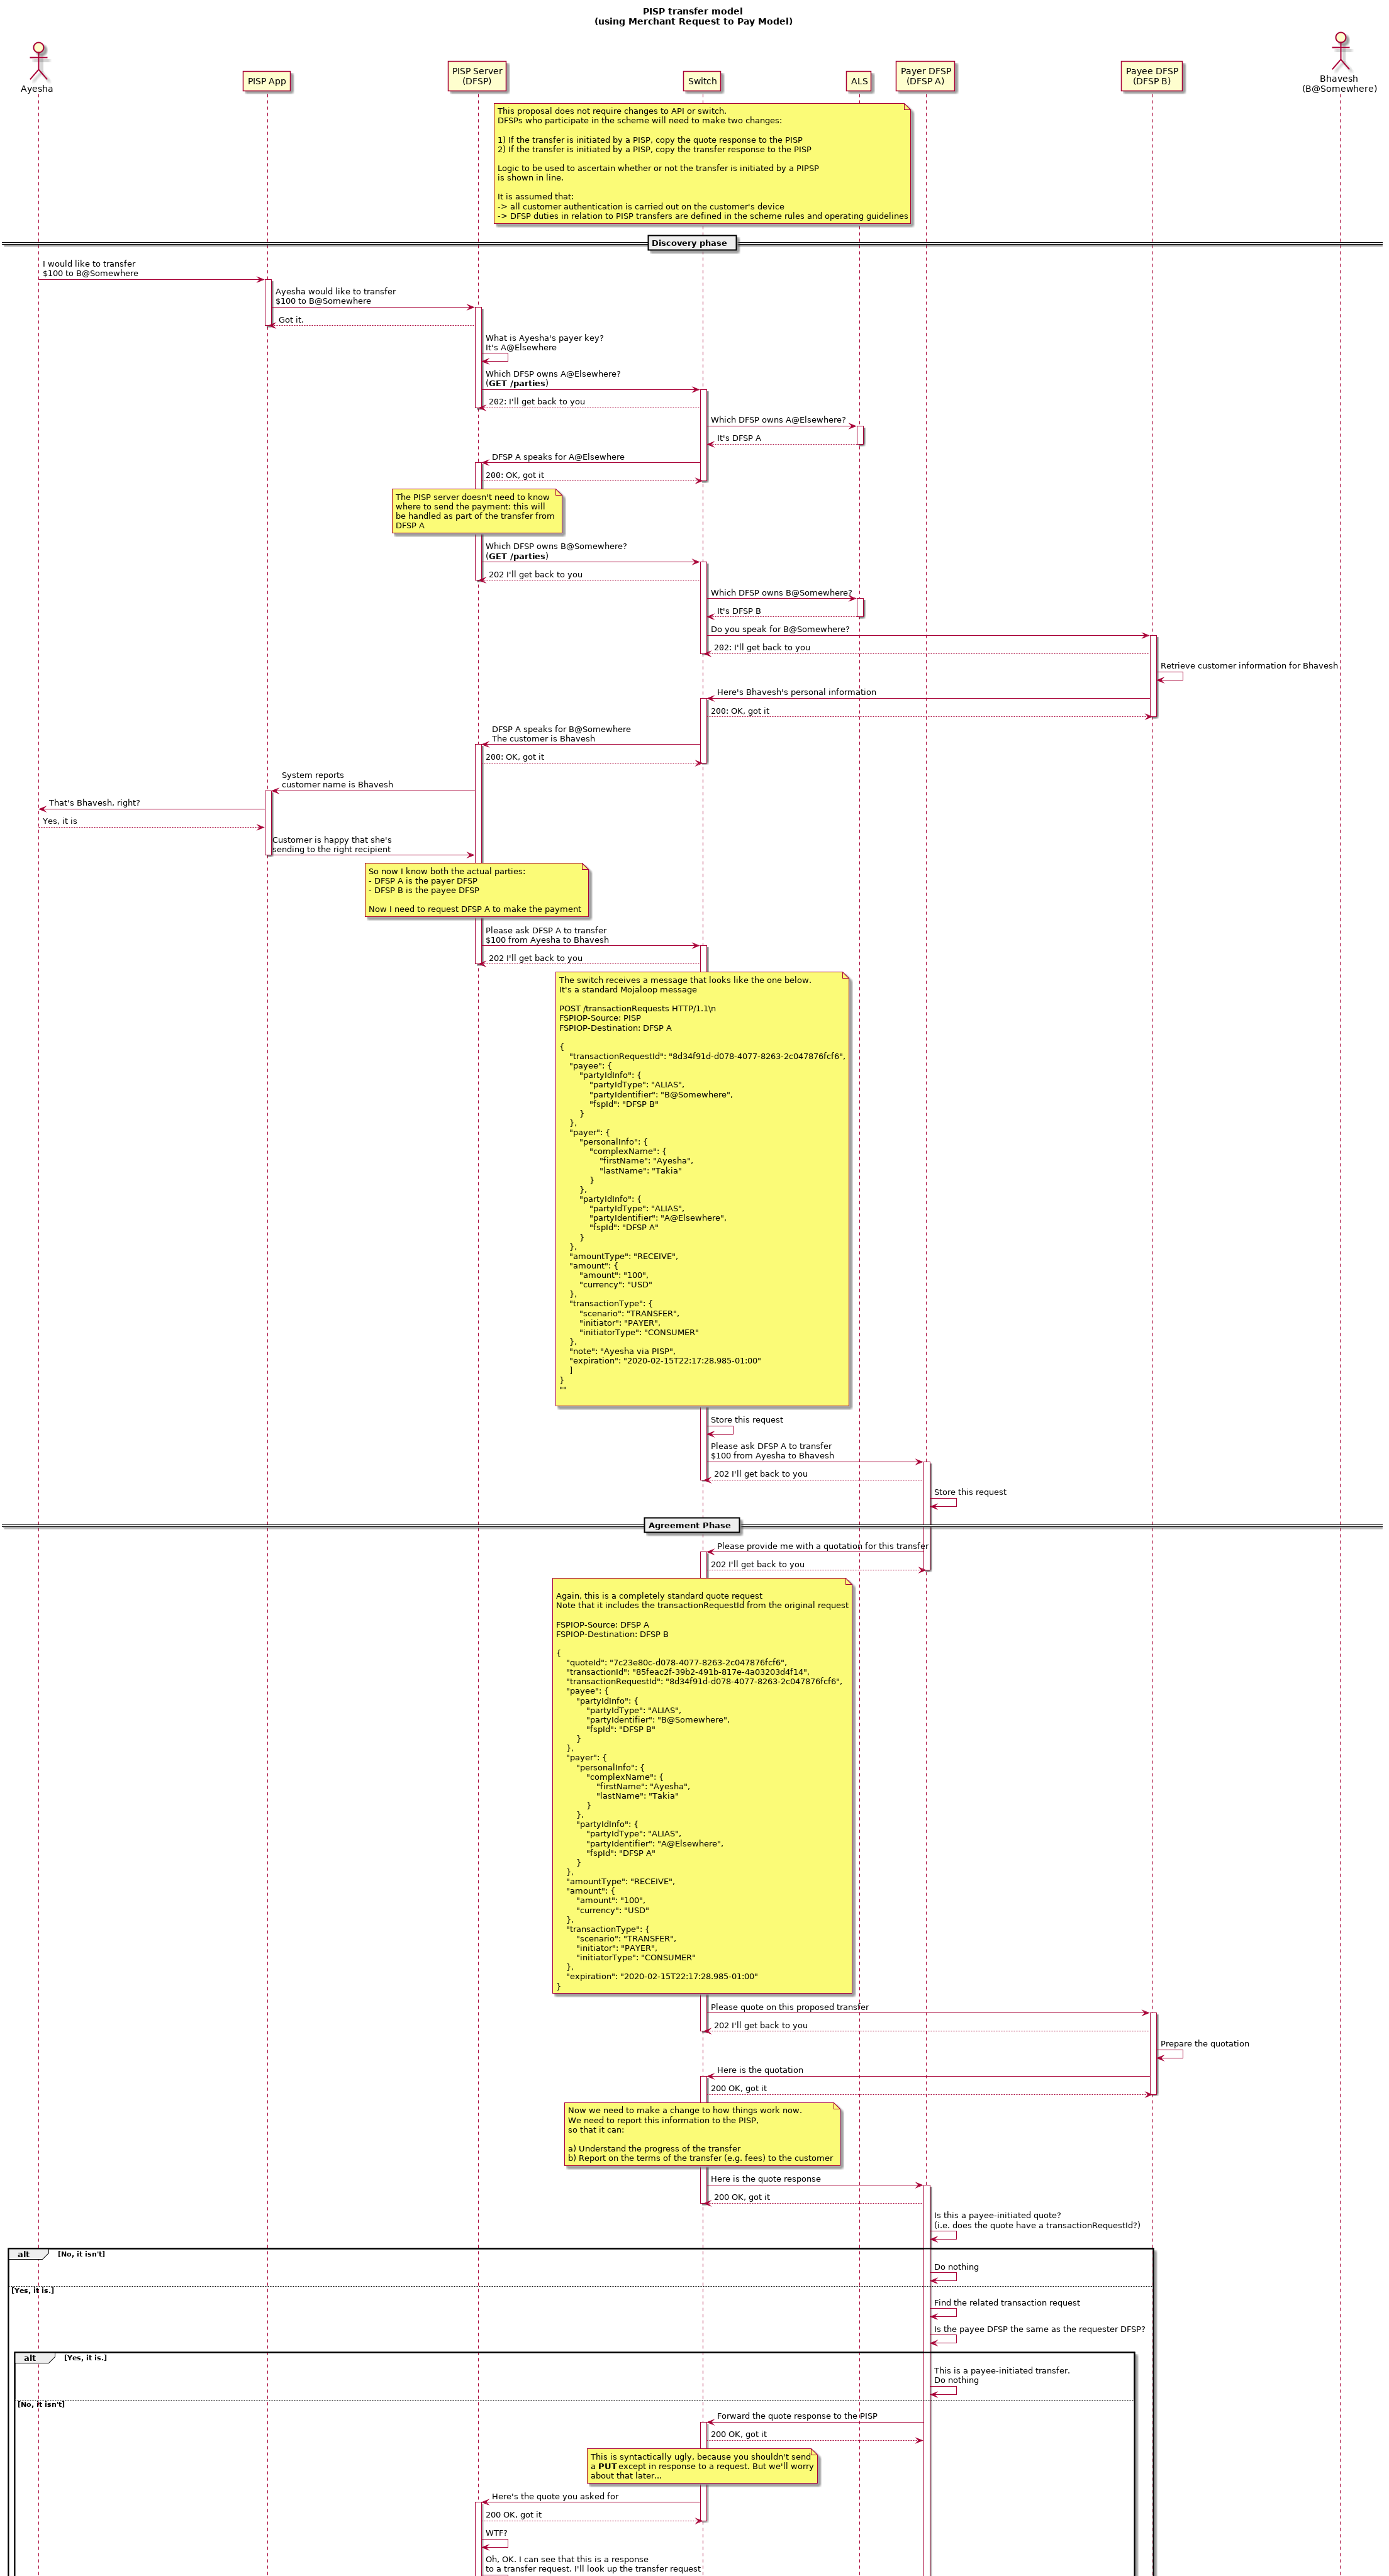 PISP transfer model
(using Merchant Request to Pay Model)
Ayesha
PISP App
PISP Server
(DFSP)
Switch
ALS
Payer DFSP
(DFSP A)
Payee DFSP
(DFSP B)
Bhavesh
(B@Somewhere)
This proposal does not require changes to API or switch.
DFSPs who participate in the scheme will need to make two changes:
1) If the transfer is initiated by a PISP, copy the quote response to the PISP
2) If the transfer is initiated by a PISP, copy the transfer response to the PISP
Logic to be used to ascertain whether or not the transfer is initiated by a PIPSP
is shown in line.
It is assumed that:
-> all customer authentication is carried out on the customer's device
-> DFSP duties in relation to PISP transfers are defined in the scheme rules and operating guidelines
Discovery phase
I would like to transfer
$100 to B@Somewhere
Ayesha would like to transfer
$100 to B@Somewhere
Got it.
What is Ayesha's payer key?
It's A@Elsewhere
Which DFSP owns A@Elsewhere?
(GET /parties)
202: I'll get back to you
Which DFSP owns A@Elsewhere?
It's DFSP A
DFSP A speaks for A@Elsewhere
200: OK, got it
The PISP server doesn't need to know
where to send the payment: this will
be handled as part of the transfer from
DFSP A
Which DFSP owns B@Somewhere?
(GET /parties)
202 I'll get back to you
Which DFSP owns B@Somewhere?
It's DFSP B
Do you speak for B@Somewhere?
202: I'll get back to you
Retrieve customer information for Bhavesh
Here's Bhavesh's personal information
200: OK, got it
DFSP A speaks for B@Somewhere
The customer is Bhavesh
200: OK, got it
System reports
customer name is Bhavesh
That's Bhavesh, right?
Yes, it is
Customer is happy that she's
sending to the right recipient
So now I know both the actual parties:
- DFSP A is the payer DFSP
- DFSP B is the payee DFSP
Now I need to request DFSP A to make the payment
Please ask DFSP A to transfer
$100 from Ayesha to Bhavesh
202 I'll get back to you
The switch receives a message that looks like the one below.
It's a standard Mojaloop message
POST /transactionRequests HTTP/1.1\n
FSPIOP-Source: PISP
FSPIOP-Destination: DFSP A
{
"transactionRequestId": "8d34f91d-d078-4077-8263-2c047876fcf6",
"payee": {
"partyIdInfo": {
"partyIdType": "ALIAS",
"partyIdentifier": "B@Somewhere",
"fspId": "DFSP B"
}
},
"payer": {
"personalInfo": {
"complexName": {
"firstName": "Ayesha",
"lastName": "Takia"
}
},
"partyIdInfo": {
"partyIdType": "ALIAS",
"partyIdentifier": "A@Elsewhere",
"fspId": "DFSP A"
}
},
"amountType": "RECEIVE",
"amount": {
"amount": "100",
"currency": "USD"
},
"transactionType": {
"scenario": "TRANSFER",
"initiator": "PAYER",
"initiatorType": "CONSUMER"
},
"note": "Ayesha via PISP",
"expiration": "2020-02-15T22:17:28.985-01:00"
]
}
""
Store this request
Please ask DFSP A to transfer
$100 from Ayesha to Bhavesh
202 I'll get back to you
Store this request
Agreement Phase
Please provide me with a quotation for this transfer
202 I'll get back to you
Again, this is a completely standard quote request
Note that it includes the transactionRequestId from the original request
FSPIOP-Source: DFSP A
FSPIOP-Destination: DFSP B
{
"quoteId": "7c23e80c-d078-4077-8263-2c047876fcf6",
"transactionId": "85feac2f-39b2-491b-817e-4a03203d4f14",
"transactionRequestId": "8d34f91d-d078-4077-8263-2c047876fcf6",
"payee": {
"partyIdInfo": {
"partyIdType": "ALIAS",
"partyIdentifier": "B@Somewhere",
"fspId": "DFSP B"
}
},
"payer": {
"personalInfo": {
"complexName": {
"firstName": "Ayesha",
"lastName": "Takia"
}
},
"partyIdInfo": {
"partyIdType": "ALIAS",
"partyIdentifier": "A@Elsewhere",
"fspId": "DFSP A"
}
},
"amountType": "RECEIVE",
"amount": {
"amount": "100",
"currency": "USD"
},
"transactionType": {
"scenario": "TRANSFER",
"initiator": "PAYER",
"initiatorType": "CONSUMER"
},
"expiration": "2020-02-15T22:17:28.985-01:00"
}
Please quote on this proposed transfer
202 I'll get back to you
Prepare the quotation
Here is the quotation
200 OK, got it
Now we need to make a change to how things work now.
We need to report this information to the PISP,
so that it can:
a) Understand the progress of the transfer
b) Report on the terms of the transfer (e.g. fees) to the customer
Here is the quote response
200 OK, got it
Is this a payee-initiated quote?
(i.e. does the quote have a transactionRequestId?)
alt
[No, it isn't]
Do nothing
[Yes, it is.]
Find the related transaction request
Is the payee DFSP the same as the requester DFSP?
alt
[Yes, it is.]
This is a payee-initiated transfer.
Do nothing
[No, it isn't]
Forward the quote response to the PISP
200 OK, got it
This is syntactically ugly, because you shouldn't send
a PUT except in response to a request. But we'll worry
about that later...
Here's the quote you asked for
200 OK, got it
WTF?
Oh, OK. I can see that this is a response
to a transfer request. I'll look up the transfer request